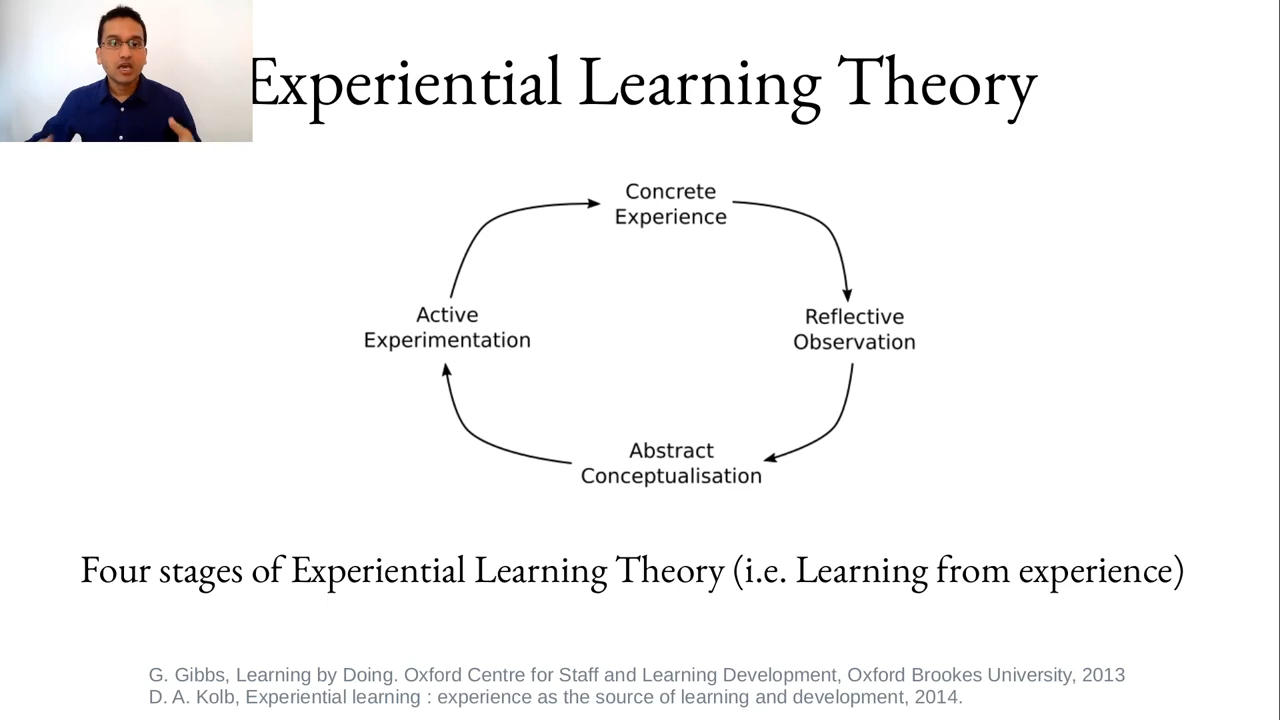 Experiential Learning Theory
Concrete
Experience
Active
Experimentation
Reflective
Observation
Abstract
Conceptualisation
Four stages of Experiential Learning Theory (i.e. Learning from experience)
G. Gibbs, Learning by Doing. Oxford Centre for Staff and Learning Development, Oxford Brookes University, 2013
D. A. Kolb, Experiential learning : experience as the source of learning and development, 2014.